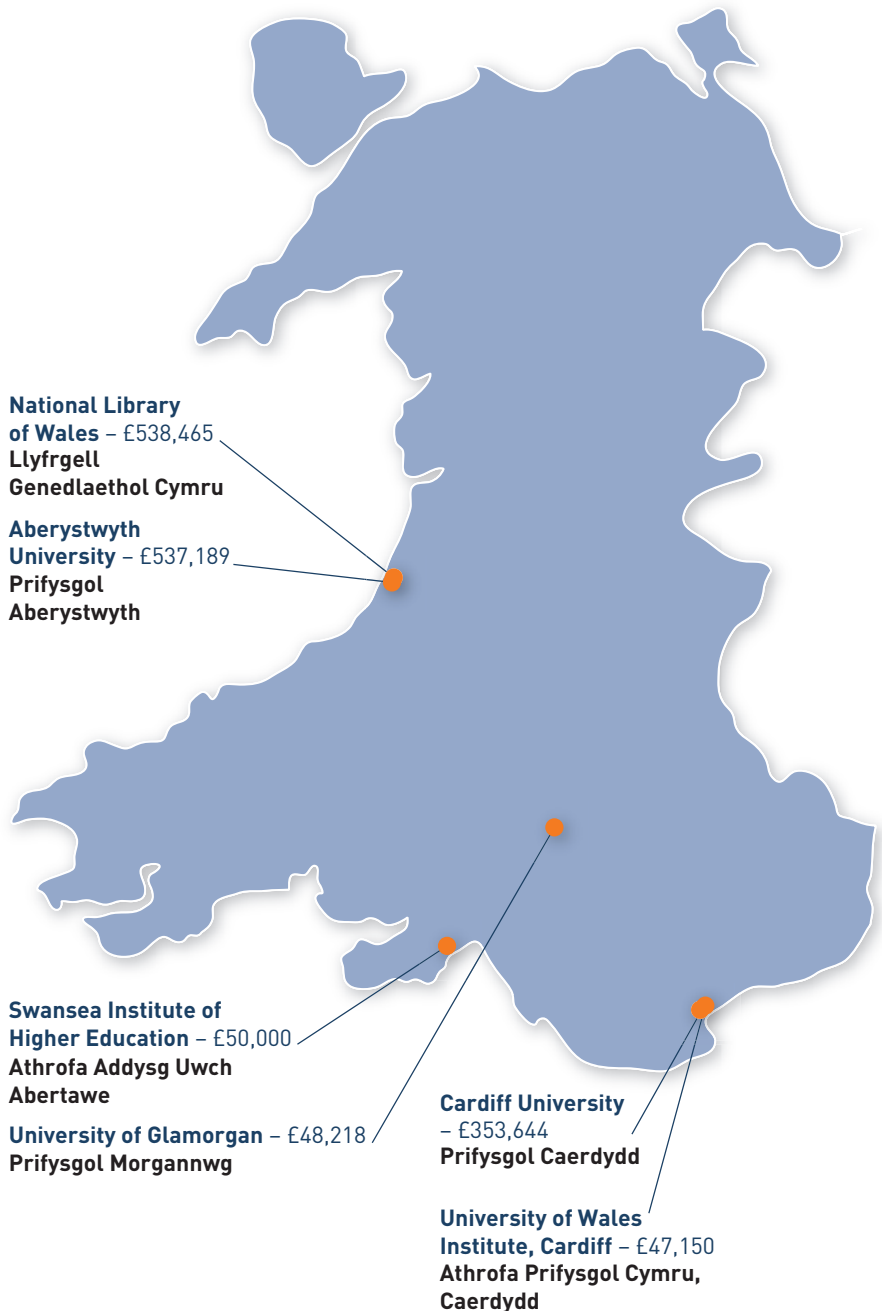 National Library
of Wales – £538,465
Llyfrgell
Genedlaethol Cymru
Aberystwyth
University – £537,189
Prifysgol
Aberystwyth
Swansea Institute of
Higher Education – £50,000
Athrofa Addysg Uwch
Abertawe
University of Glamorgan – £48,218
Prifysgol Morgannwg
Cardiff University
– £353,644
Prifysgol Caerdydd
University of Wales
Institute, Cardiff – £47,150
Athrofa Prifysgol Cymru,
Caerdydd